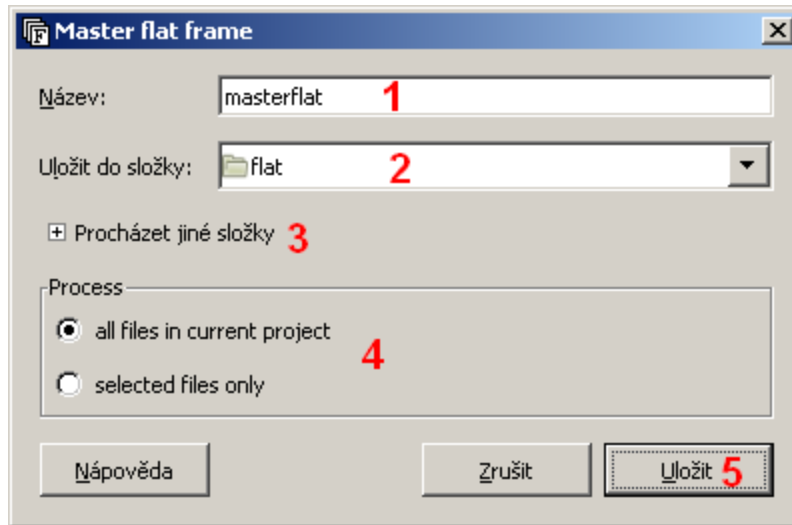 Master flat frame
Název: masterflat 1
Uložit do složky: flat 2
Procházet jiné složky 3
Process
all files in current project
4
selected files only
Nápověda Zrušit Uložit 5